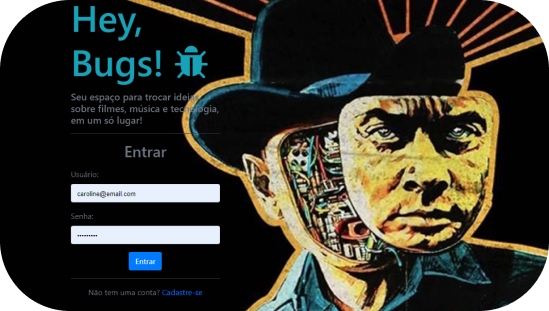 Hey,
Bugs!
Seu espaço para trocar ideias
sobre filmes, música e tecnologia,
em um só lugar!
Entrar
Usuário:
caroline@email.com
Senha:
•••••••••
Entrar
Não tem uma conta? Cadastre-se